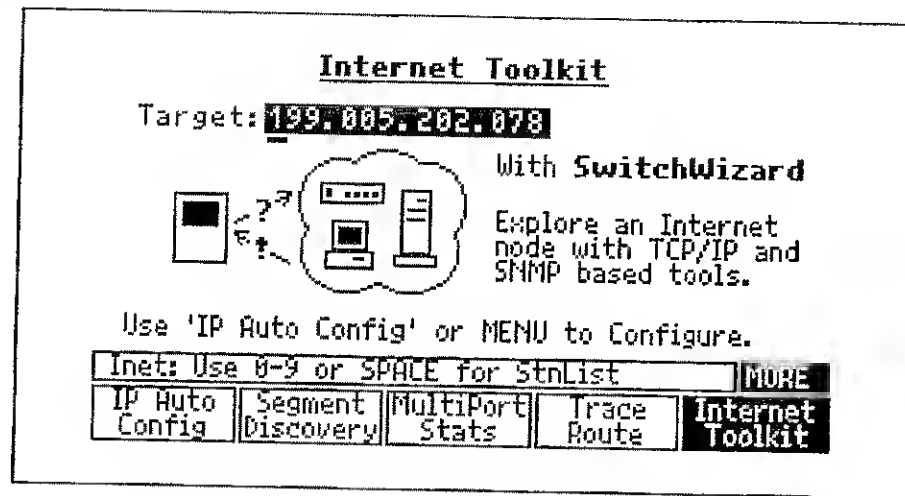 Internet Toolkit
Target:199.005.202.078
With SwitchWizard
? ?
!
Explore an Internet
node with TCP/IP and
SNMP based tools.
Use 'IP Auto Config' or MENU to Configure.
Inet: Use 0-9 or SPACE for StnList
MORE
IP Auto Config
Segment Discovery
MultiPort Stats
Trace Route
Internet Toolkit